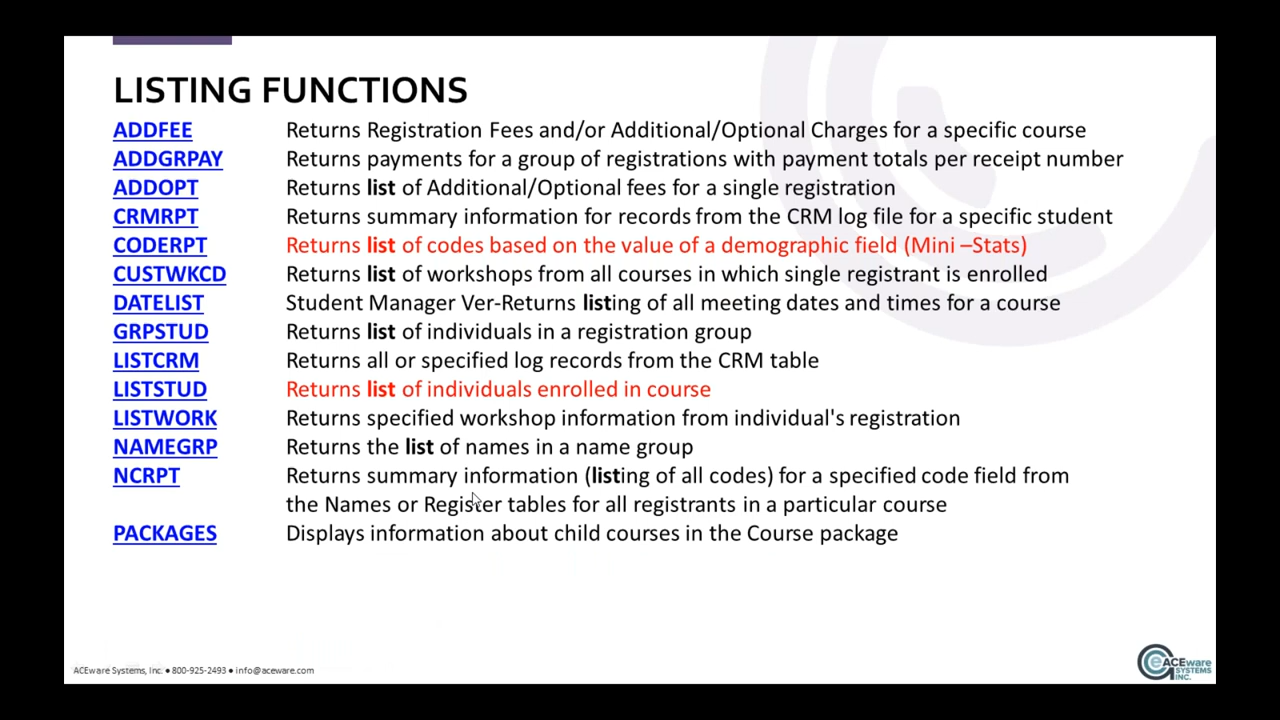 LISTING FUNCTIONS
ADDFEE Returns Registration Fees and/or Additional/Optional Charges for a specific course
ADDGRPAY Returns payments for a group of registrations with payment totals per receipt number
ADDOPT Returns list of Additional/Optional fees for a single registration
CRMRPT Returns summary information for records from the CRM log file for a specific student
CODERPT Returns list of codes based on the value of a demographic field (Mini –Stats)
CUSTWKCD Returns list of workshops from all courses in which single registrant is enrolled
DATELIST Student Manager Ver-Returns listing of all meeting dates and times for a course
GRPSTUD Returns list of individuals in a registration group
LISTCRM Returns all or specified log records from the CRM table
LISTSTUD Returns list of individuals enrolled in course
LISTWORK Returns specified workshop information from individual's registration
NAMEGRP Returns the list of names in a name group
NCRPT Returns summary information (listing of all codes) for a specified code field from
the Names or Register tables for all registrants in a particular course
PACKAGES Displays information about child courses in the Course package
ACEware Systems, Inc. ● 800-925-2493 ● info@aceware.com
e ACEware
SYSTEMS
INC.